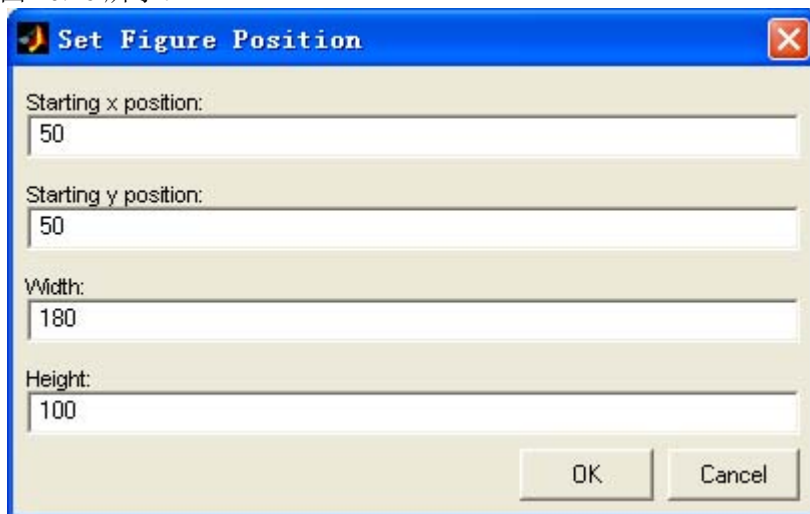 Set Figure Position
Starting x position:
50
Starting y position:
50
Width:
180
Height:
100
OK
Cancel